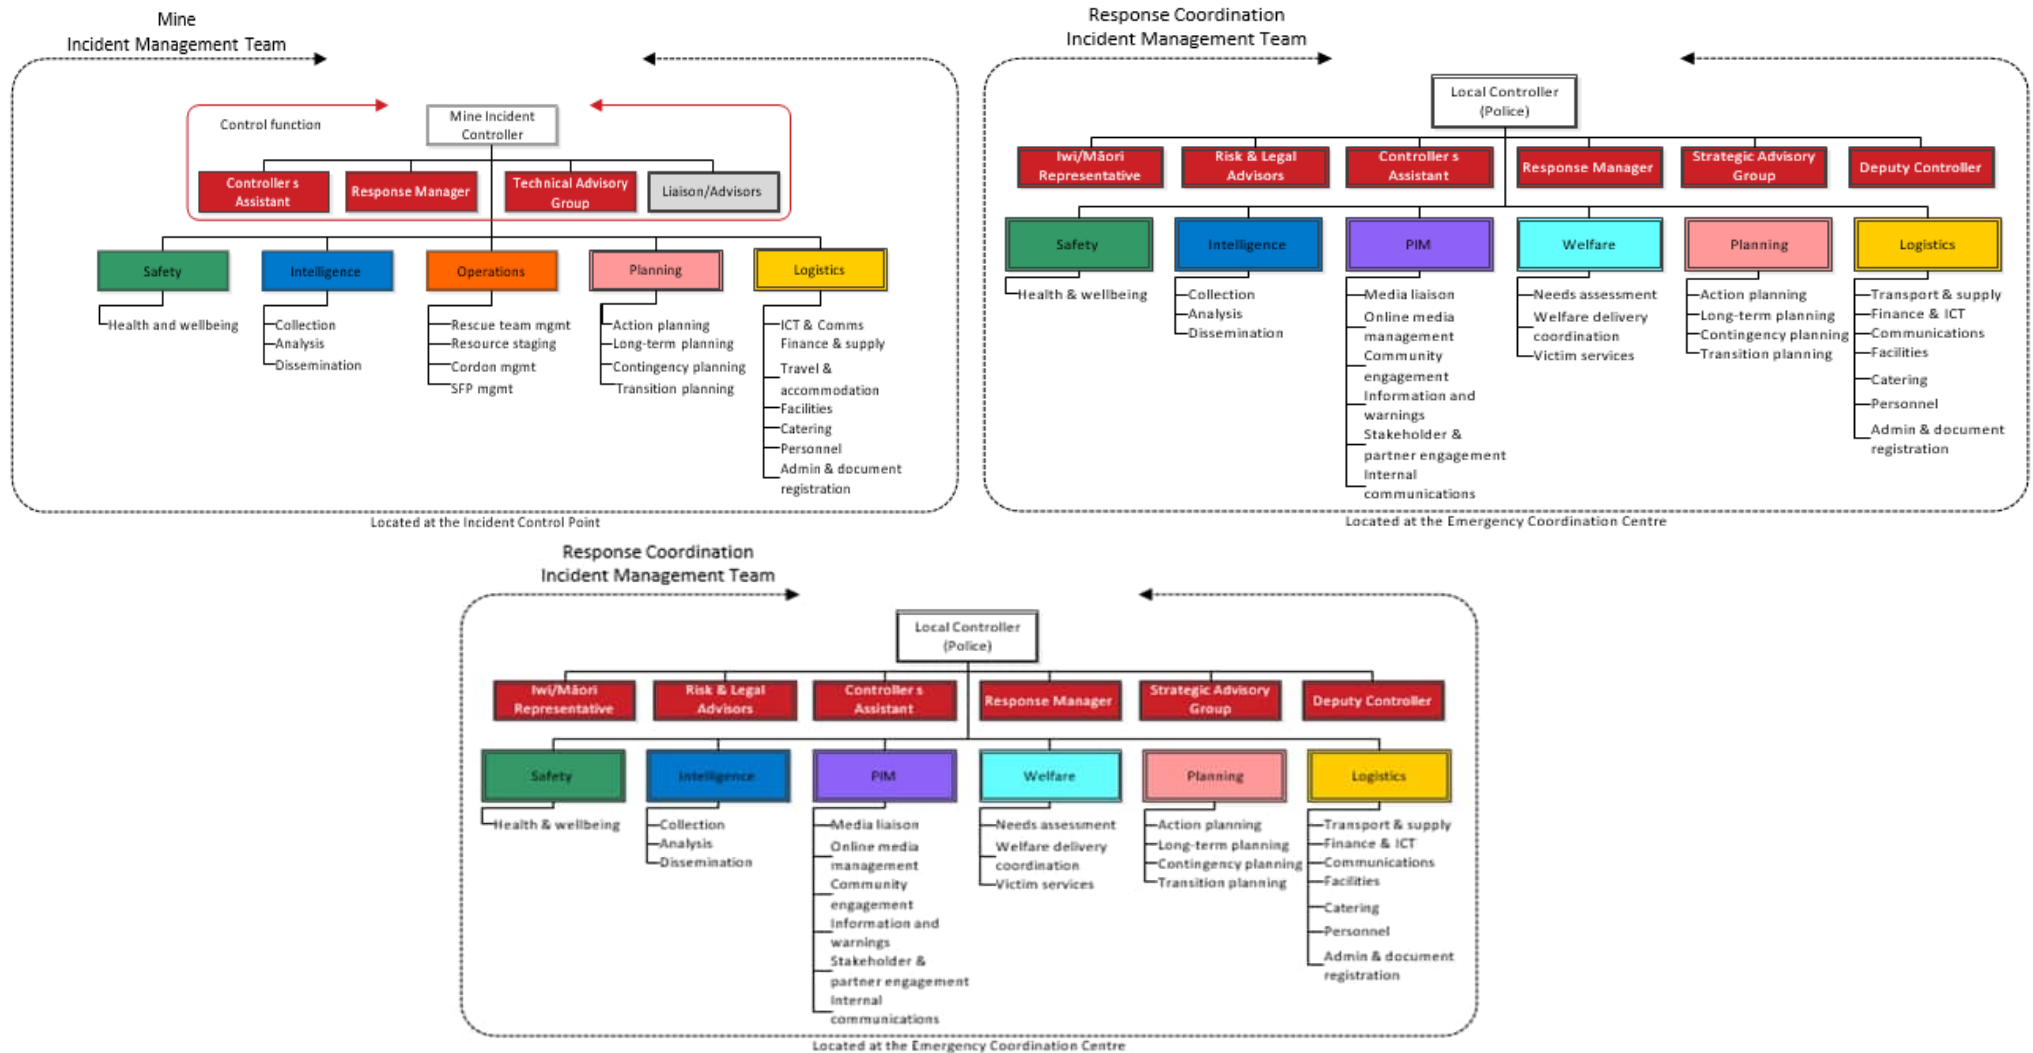 Mine
Incident Management Team
Control function
Mine Incident
Controller
Controller s
Assistant
Response Manager
Technical Advisory
Group
Liaison/Advisors
Safety
Intelligence
Operations
Planning
Logistics
Health and wellbeing
Collection
Analysis
Dissemination
Rescue team mgmt
Resource staging
Cordon mgmt
SFP mgmt
Action planning
Long-term planning
Contingency planning
Transition planning
ICT & Comms
Finance & supply
Travel &
accommodation
Facilities
Catering
Personnel
Admin & document
registration
Located at the Incident Control Point
Response Coordination
Incident Management Team
Local Controller
(Police)
Iwi/Māori
Representative
Risk & Legal
Advisors
Controller s
Assistant
Response Manager
Strategic Advisory
Group
Deputy Controller
Safety
Intelligence
PIM
Welfare
Planning
Logistics
Health & wellbeing
Collection
Analysis
Dissemination
Media liaison
Online media
management
Community
engagement
Information and
warnings
Stakeholder &
partner engagement
Internal
communications
Needs assessment
Welfare delivery
coordination
Victim services
Action planning
Long-term planning
Contingency planning
Transition planning
Transport & supply
Finance & ICT
Communications
Facilities
Catering
Personnel
Admin & document
registration
Located at the Emergency Coordination Centre
Response Coordination
Incident Management Team
Local Controller
(Police)
Iwi/Māori
Representative
Risk & Legal
Advisors
Controller s
Assistant
Response Manager
Strategic Advisory
Group
Deputy Controller
Safety
Intelligence
PIM
Welfare
Planning
Logistics
Health & wellbeing
Collection
Analysis
Dissemination
Media liaison
Online media
management
Community
engagement
Information and
warnings
Stakeholder &
partner engagement
Internal
communications
Needs assessment
Welfare delivery
coordination
Victim services
Action planning
Long-term planning
Contingency planning
Transition planning
Transport & supply
Finance & ICT
Communications
Facilities
Catering
Personnel
Admin & document
registration
Located at the Emergency Coordination Centre